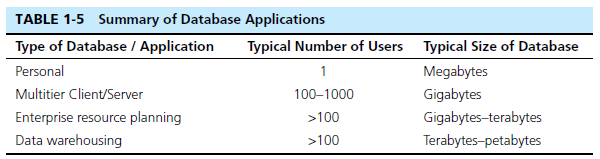 TABLE 1-5 Summary of Database Applications
Type of Database / Application Typical Number of Users Typical Size of Database
Personal 1 Megabytes
Multitier Client/Server 100–1000 Gigabytes
Enterprise resource planning >100 Gigabytes–terabytes
Data warehousing >100 Terabytes–petabytes